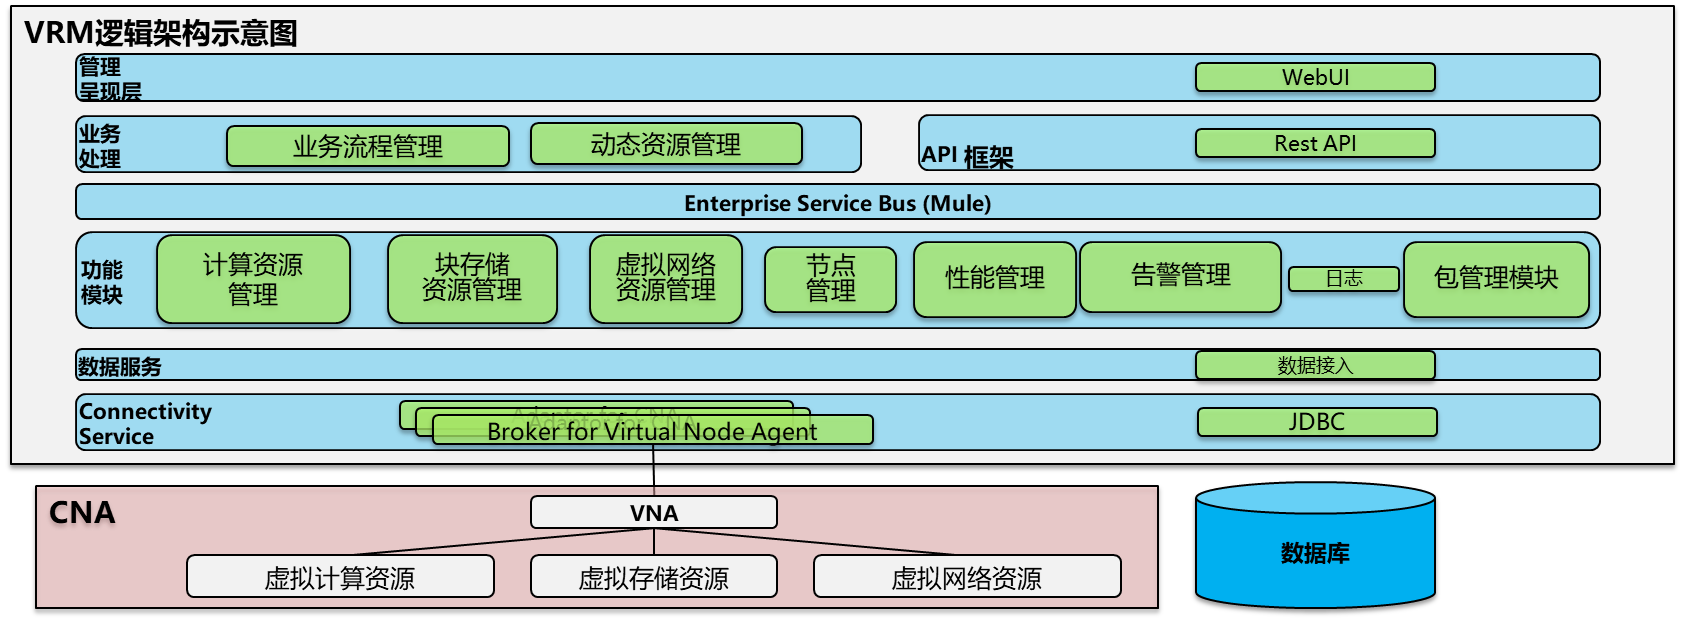 VRM逻辑架构示意图
管理
呈现层
WebUI
业务
处理
业务流程管理
动态资源管理
API 框架
Rest API
Enterprise Service Bus (Mule)
功能
模块
计算资源
管理
块存储
资源管理
虚拟网络
资源管理
节点
管理
性能管理
告警管理
日志
包管理模块
数据服务
数据接入
Connectivity
Service
Adaptor for CNA
Adaptor for CNA
Broker for Virtual Node Agent
JDBC
CNA
VNA
虚拟计算资源
虚拟存储资源
虚拟网络资源
数据库